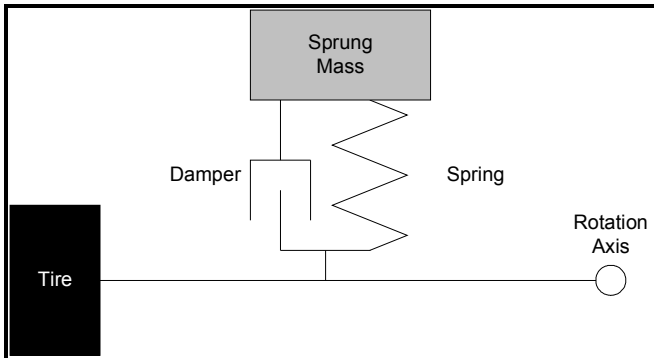 Sprung
Mass
Damper
Spring
Rotation
Axis
Tire